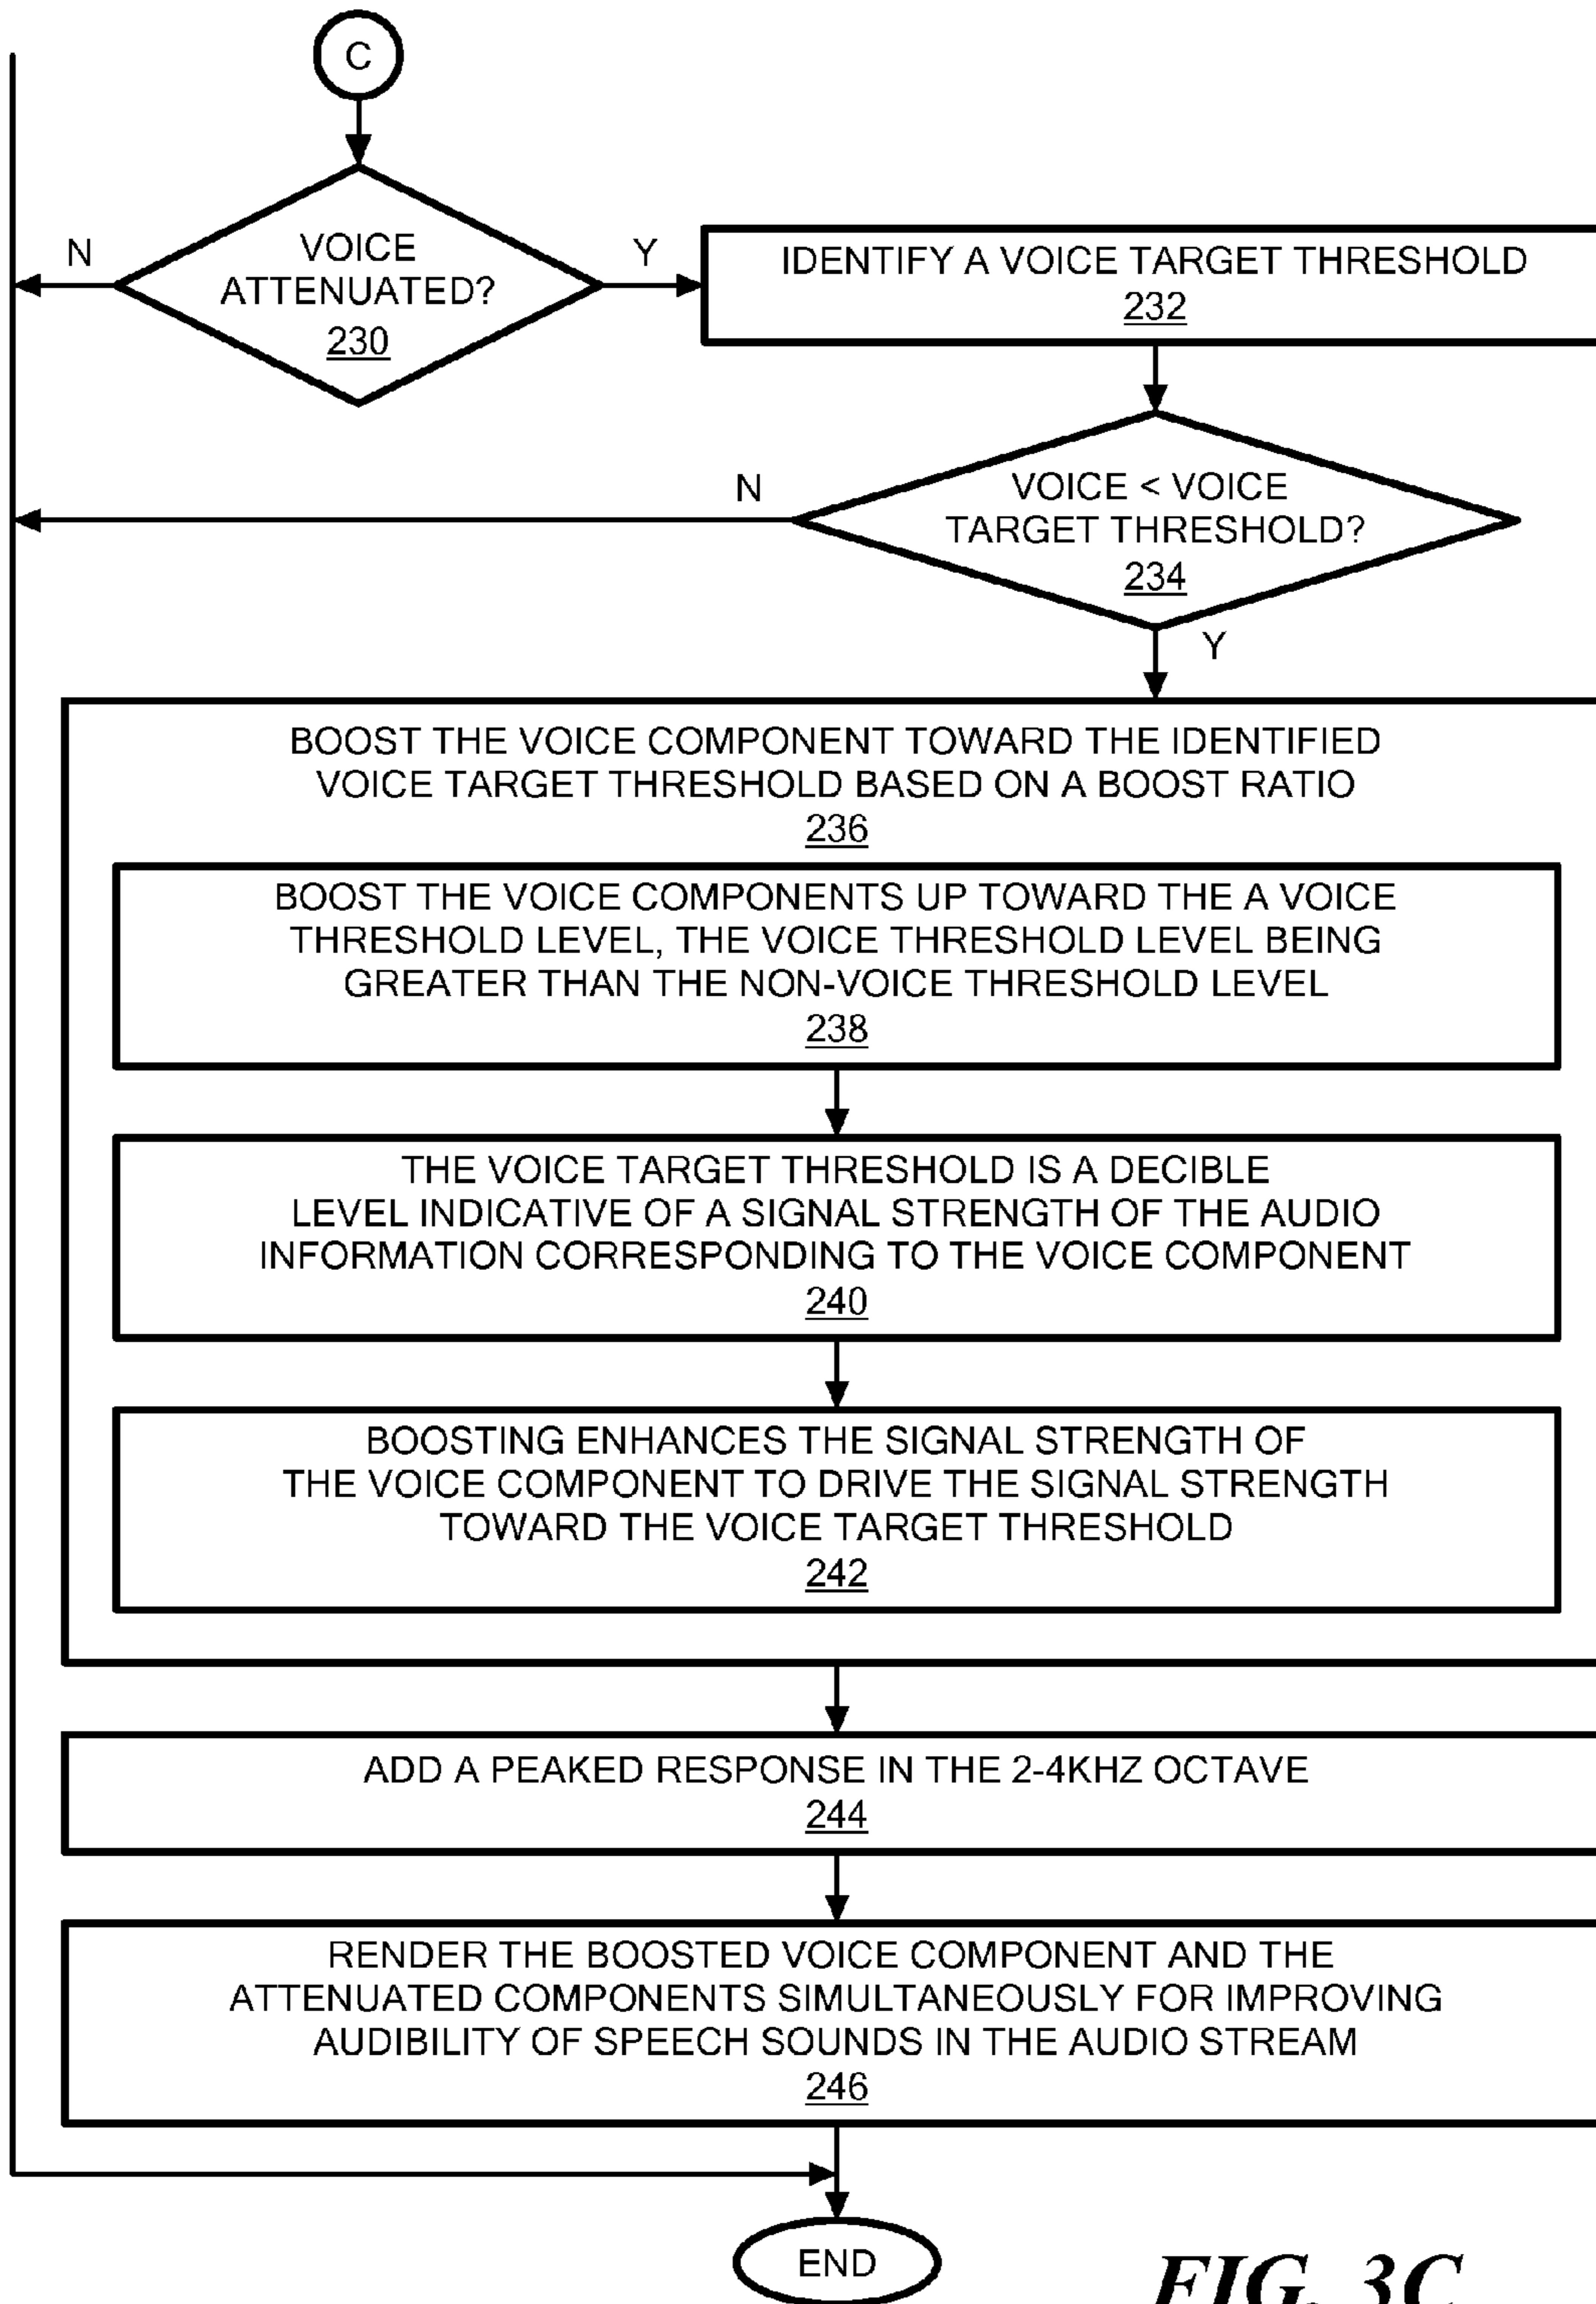 C
N
VOICE
ATTENUATED?
230
Y
IDENTIFY A VOICE TARGET THRESHOLD
232
N
VOICE < VOICE
TARGET THRESHOLD?
234
Y
BOOST THE VOICE COMPONENT TOWARD THE IDENTIFIED
VOICE TARGET THRESHOLD BASED ON A BOOST RATIO
236
BOOST THE VOICE COMPONENTS UP TOWARD THE A VOICE
THRESHOLD LEVEL, THE VOICE THRESHOLD LEVEL BEING
GREATER THAN THE NON-VOICE THRESHOLD LEVEL
238
THE VOICE TARGET THRESHOLD IS A DECIBLE
LEVEL INDICATIVE OF A SIGNAL STRENGTH OF THE AUDIO
INFORMATION CORRESPONDING TO THE VOICE COMPONENT
240
BOOSTING ENHANCES THE SIGNAL STRENGTH OF
THE VOICE COMPONENT TO DRIVE THE SIGNAL STRENGTH
TOWARD THE VOICE TARGET THRESHOLD
242
ADD A PEAKED RESPONSE IN THE 2-4KHZ OCTAVE
244
RENDER THE BOOSTED VOICE COMPONENT AND THE
ATTENUATED COMPONENTS SIMULTANEOUSLY FOR IMPROVING
AUDIBILITY OF SPEECH SOUNDS IN THE AUDIO STREAM
246
END
FIG. 3C